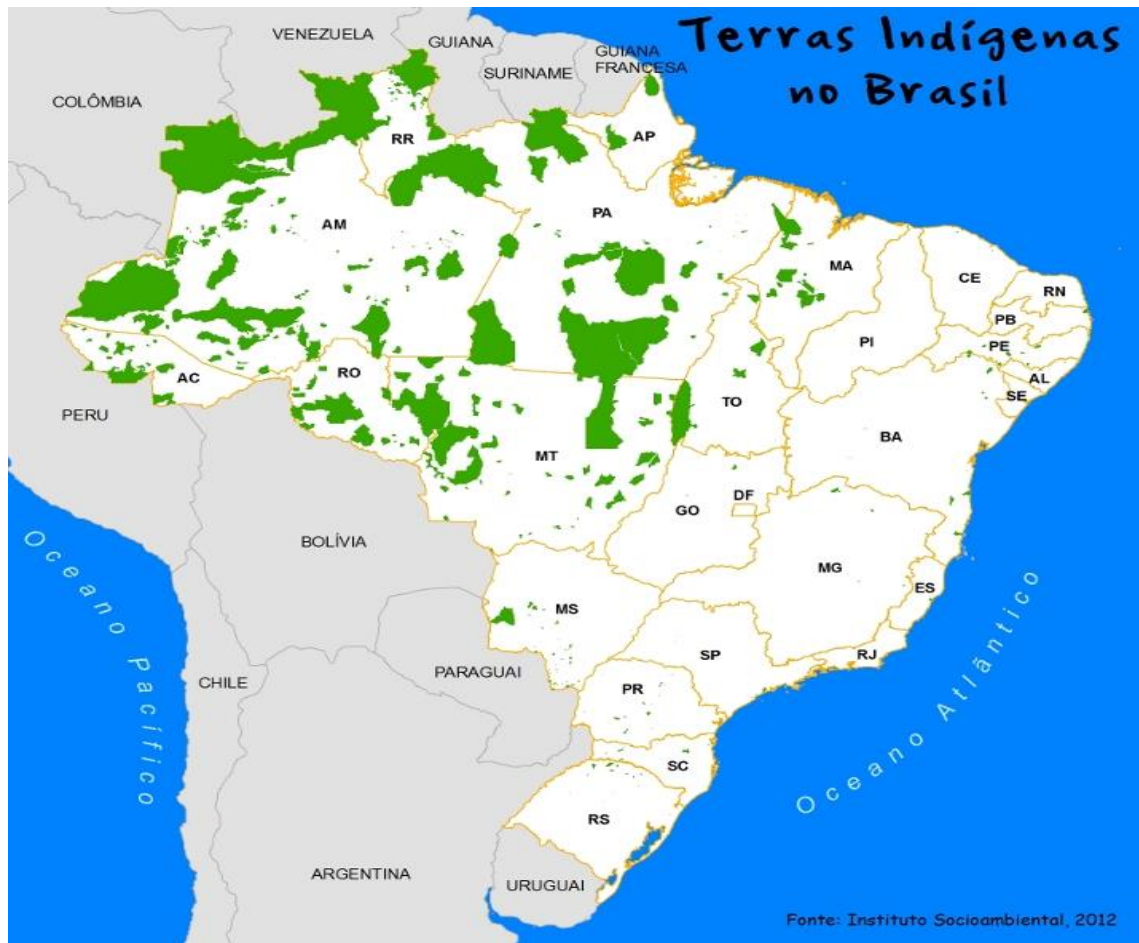 Terras Indígenas
no Brasil
VENEZUELA
GUIANA
SURINAME
GUIANA
FRANCESA
COLÔMBIA
RR
AP
AM
PA
MA
CE
RN
PB
PE
PI
AL
SE
AC
RO
TO
BA
PERU
MT
GO
DF
BOLÍVIA
MG
ES
MS
SP
RJ
PARAGUAI
CHILE
PR
SC
RS
ARGENTINA
URUGUAI
Oceano Pacífico
Oceano Atlântico
Fonte: Instituto Socioambiental, 2012